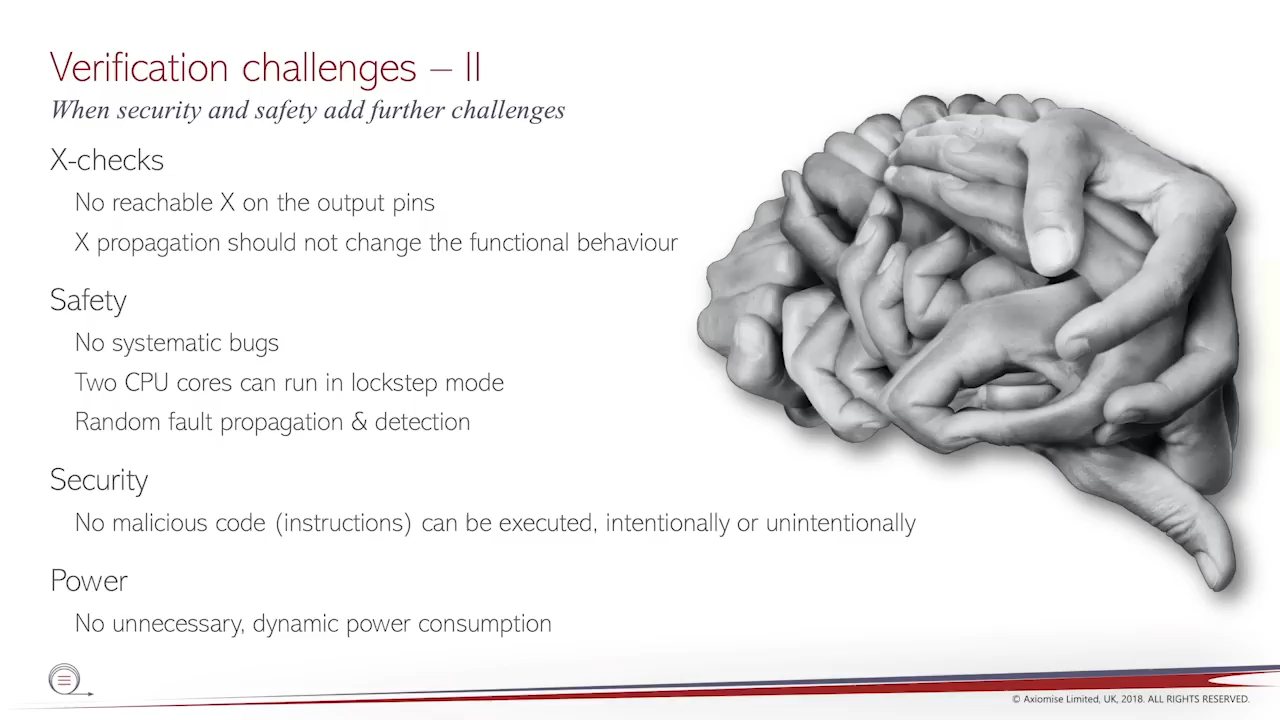 Verification challenges – II
When security and safety add further challenges
X-checks
No reachable X on the output pins
X propagation should not change the functional behaviour
Safety
No systematic bugs
Two CPU cores can run in lockstep mode
Random fault propagation & detection
Security
No malicious code (instructions) can be executed, intentionally or unintentionally
Power
No unnecessary, dynamic power consumption
© Axiomise Limited, UK, 2018. ALL RIGHTS RESERVED.